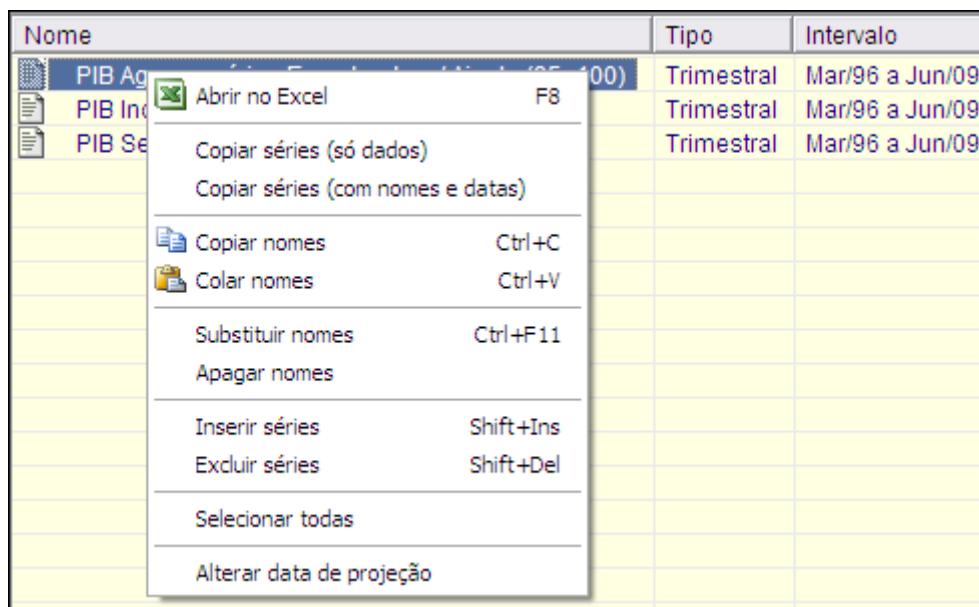 Nome Tipo Intervalo
PIB 100) Trimestral Mar/96 a Jun/09
PIB Trimestral Mar/96 a Jun/09
PIB Trimestral Mar/96 a Jun/09
Abrir no Excel F8
Copiar séries (só dados)
Copiar séries (com nomes e datas)
Copiar nomes Ctrl+C
Colar nomes Ctrl+V
Substituir nomes Ctrl+F11
Apagar nomes
Inserir séries Shift+Ins
Excluir séries Shift+Del
Selecionar todas
Alterar data de projeção